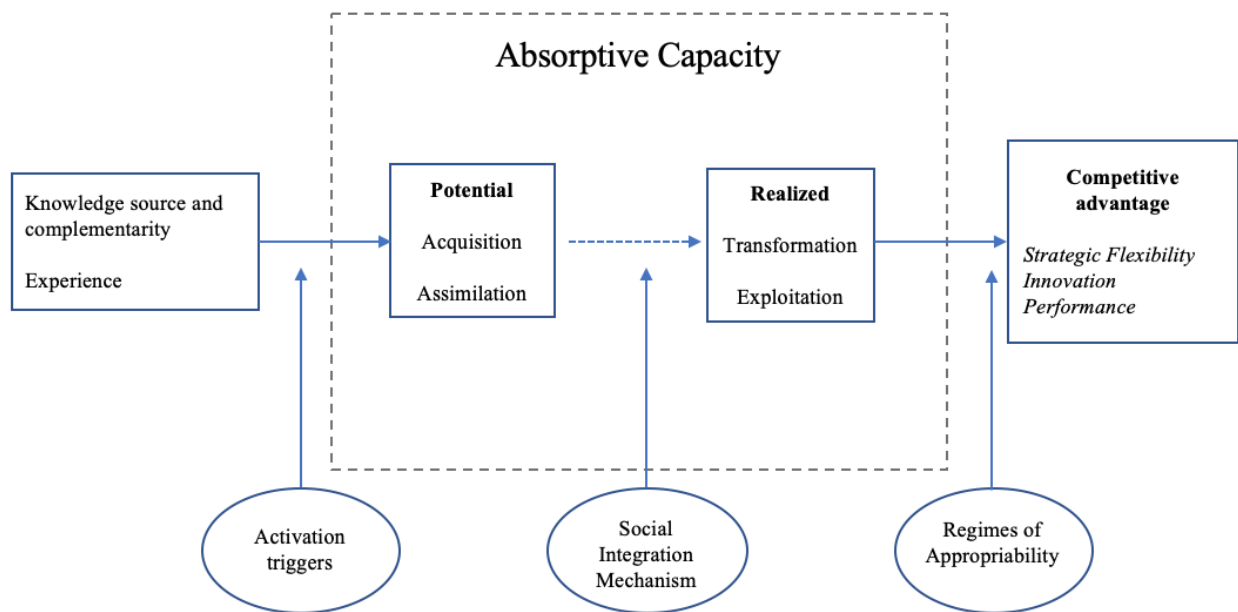 Absorptive Capacity
Knowledge source and
complementarity
Experience
Potential
Acquisition
Assimilation
Realized
Transformation
Exploitation
Competitive
advantage
Strategic Flexibility
Innovation
Performance
Activation
triggers
Social
Integration
Mechanism
Regimes of
Appropriability